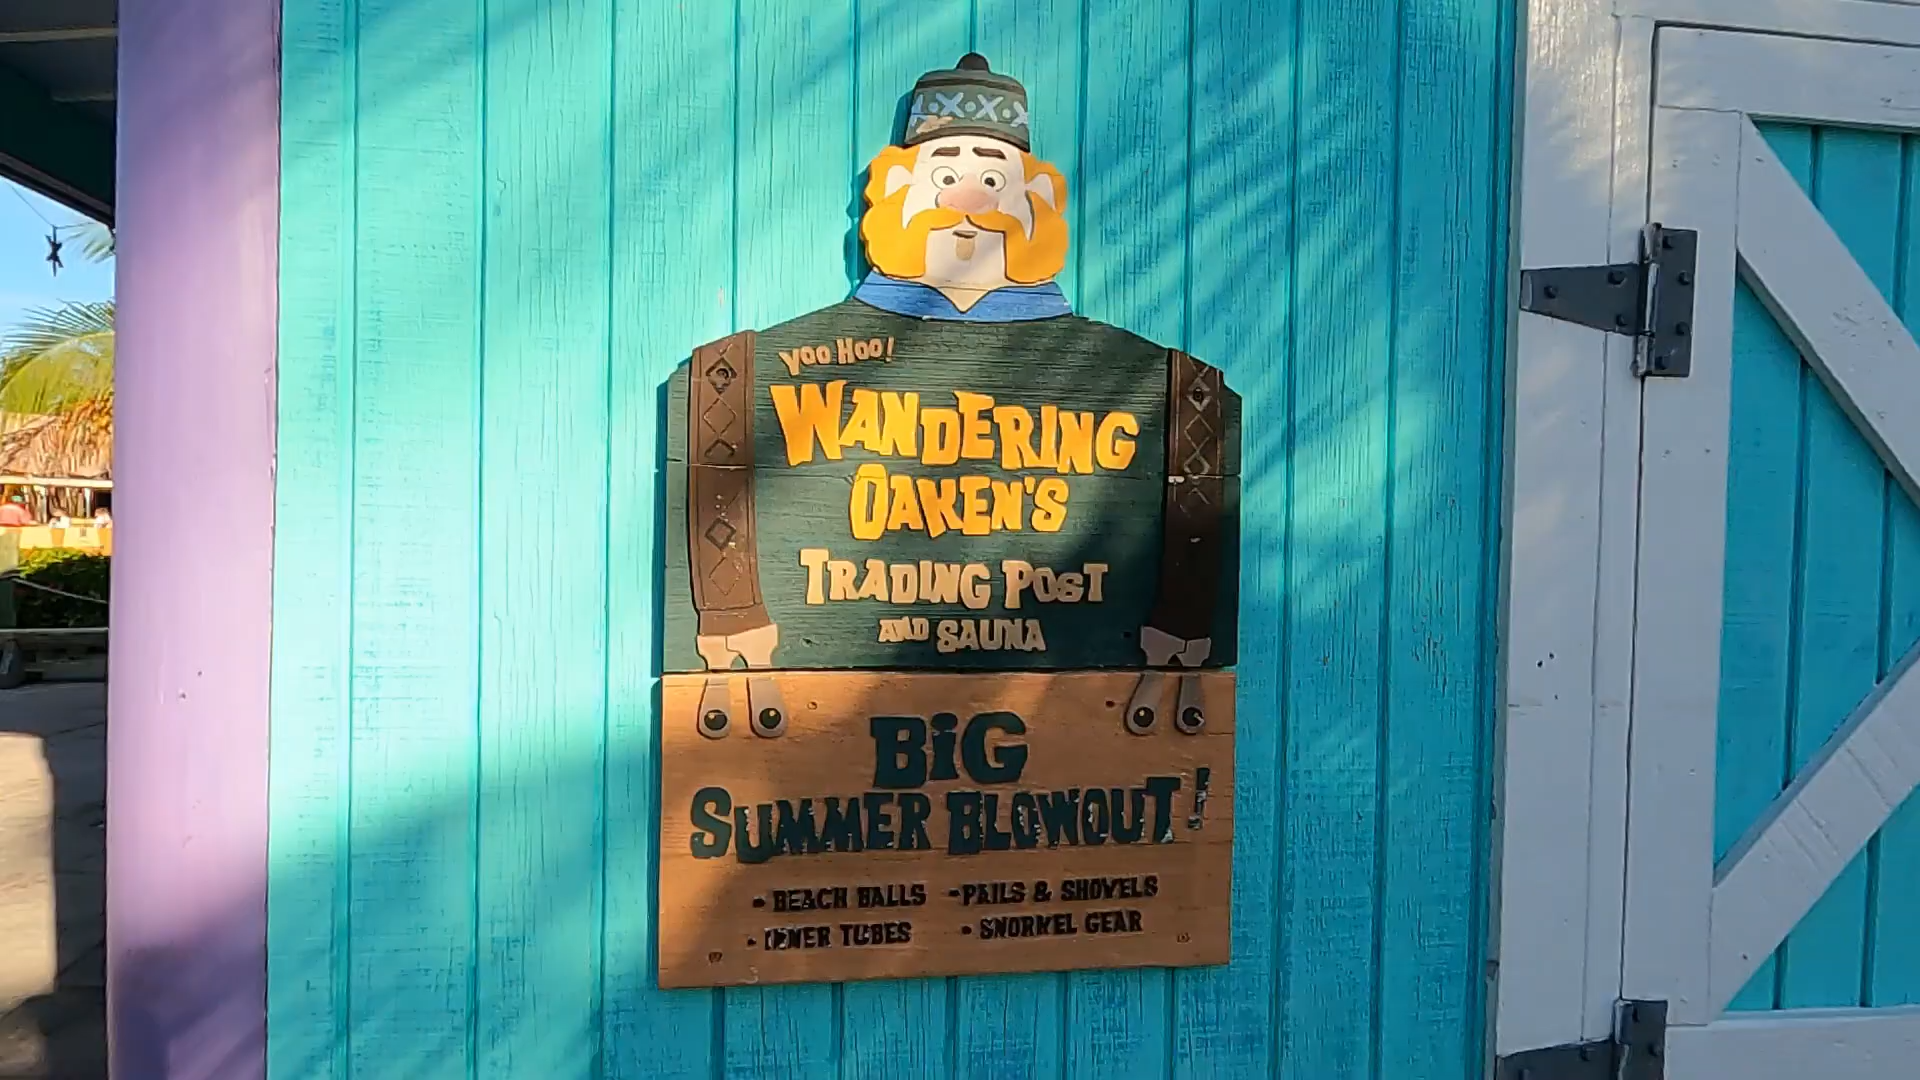 YOO HOO!
WANDERING
OAKEN'S
TRADING POST
AND SAUNA
BiG
SUMMER BLOWOUT!
• BEACH BALLS • PAILS & SHOVELS
• INNER TUBES • SNORKEL GEAR